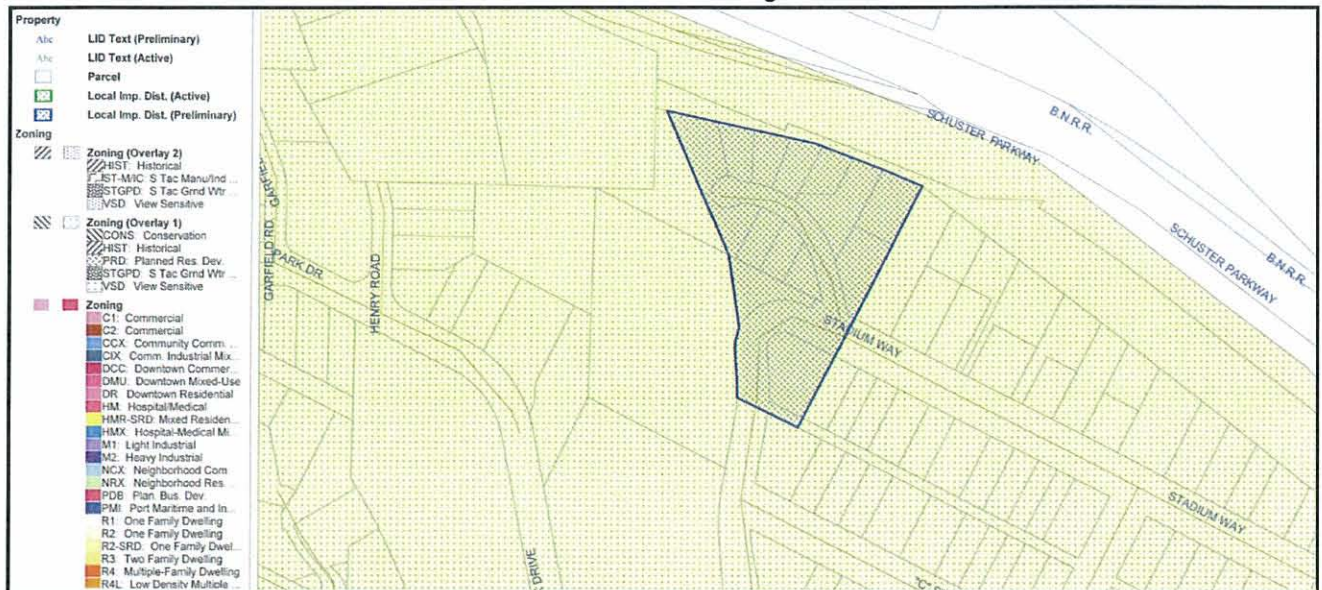 Property
Abc LID Text (Preliminary)
Abc LID Text (Active)
Parcel
Local Imp. Dist. (Active)
Local Imp. Dist. (Preliminary)
Zoning
Zoning (Overlay 2)
HIST: Historical
ST-M/IC: S Tac Manu/Ind ...
STGPD: S Tac Grnd Wtr ...
VSD: View Sensitive
Zoning (Overlay 1)
CONS: Conservation
HIST: Historical
PRD: Planned Res. Dev.
STGPD: S Tac Grnd Wtr ...
VSD: View Sensitive
Zoning
C1: Commercial
C2: Commercial
CCX: Community Comm. ...
CIX: Comm. Industrial Mix...
DCC: Downtown Commer...
DMU: Downtown Mixed-Use
DR: Downtown Residential
HM: Hospital/Medical
HMR-SRD: Mixed Residen...
HMX: Hospital-Medical Mi...
M1: Light Industrial
M2: Heavy Industrial
NCX: Neighborhood Com
NRX: Neighborhood Res. ...
PDB: Plan. Bus. Dev.
PMI: Port Maritime and In...
R1: One Family Dwelling
R2: One Family Dwelling
R2-SRD: One Family Dwel...
R3: Two Family Dwelling
R4: Multiple-Family Dwelling
R4L: Low Density Multiple ...
SCHUSTER PARKWAY
B.N.R.R.
SCHUSTER PARKWAY
B.N.R.R.
GARFIELD RD
PARK DR.
HENRY ROAD
STADIUM WAY
STADIUM WAY
DRIVE
"C"